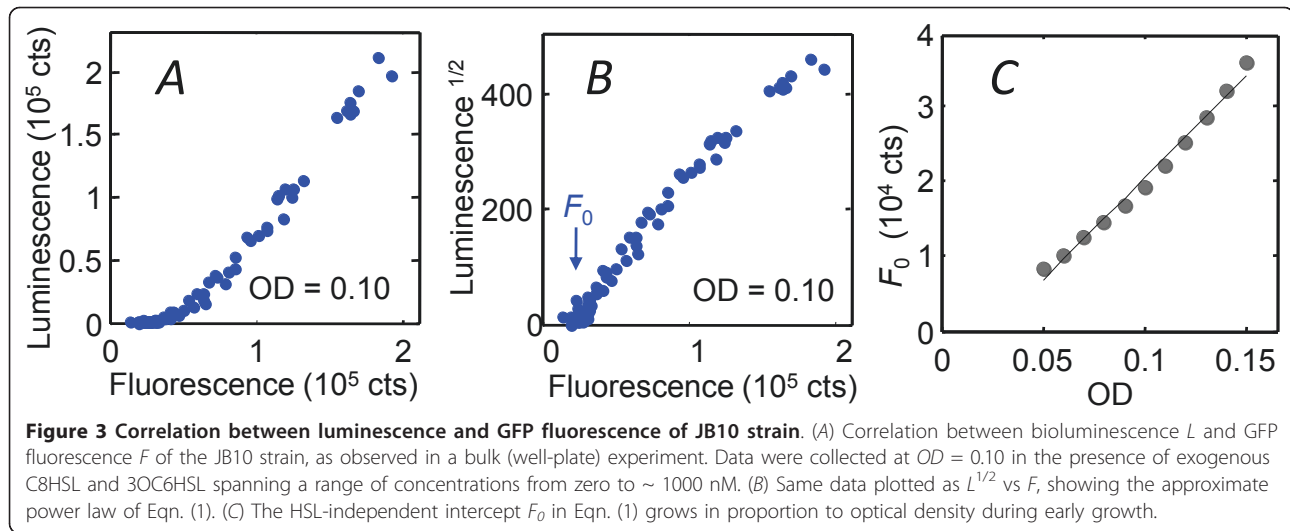 A
Luminescence (10⁵ cts)
2
1.5
1
0.5
0
OD = 0.10
0 1 2
Fluorescence (10⁵ cts)
B
Luminescence ¹/²
400
200
0
F₀
OD = 0.10
0 1 2
Fluorescence (10⁵ cts)
C
F₀ (10⁴ cts)
4
3
2
1
0
0 0.05 0.1 0.15
OD
Figure 3 Correlation between luminescence and GFP fluorescence of JB10 strain. (A) Correlation between bioluminescence L and GFP
fluorescence F of the JB10 strain, as observed in a bulk (well-plate) experiment. Data were collected at OD = 0.10 in the presence of exogenous
C8HSL and 3OC6HSL spanning a range of concentrations from zero to ~ 1000 nM. (B) Same data plotted as L¹/² vs F, showing the approximate
power law of Eqn. (1). (C) The HSL-independent intercept F₀ in Eqn. (1) grows in proportion to optical density during early growth.